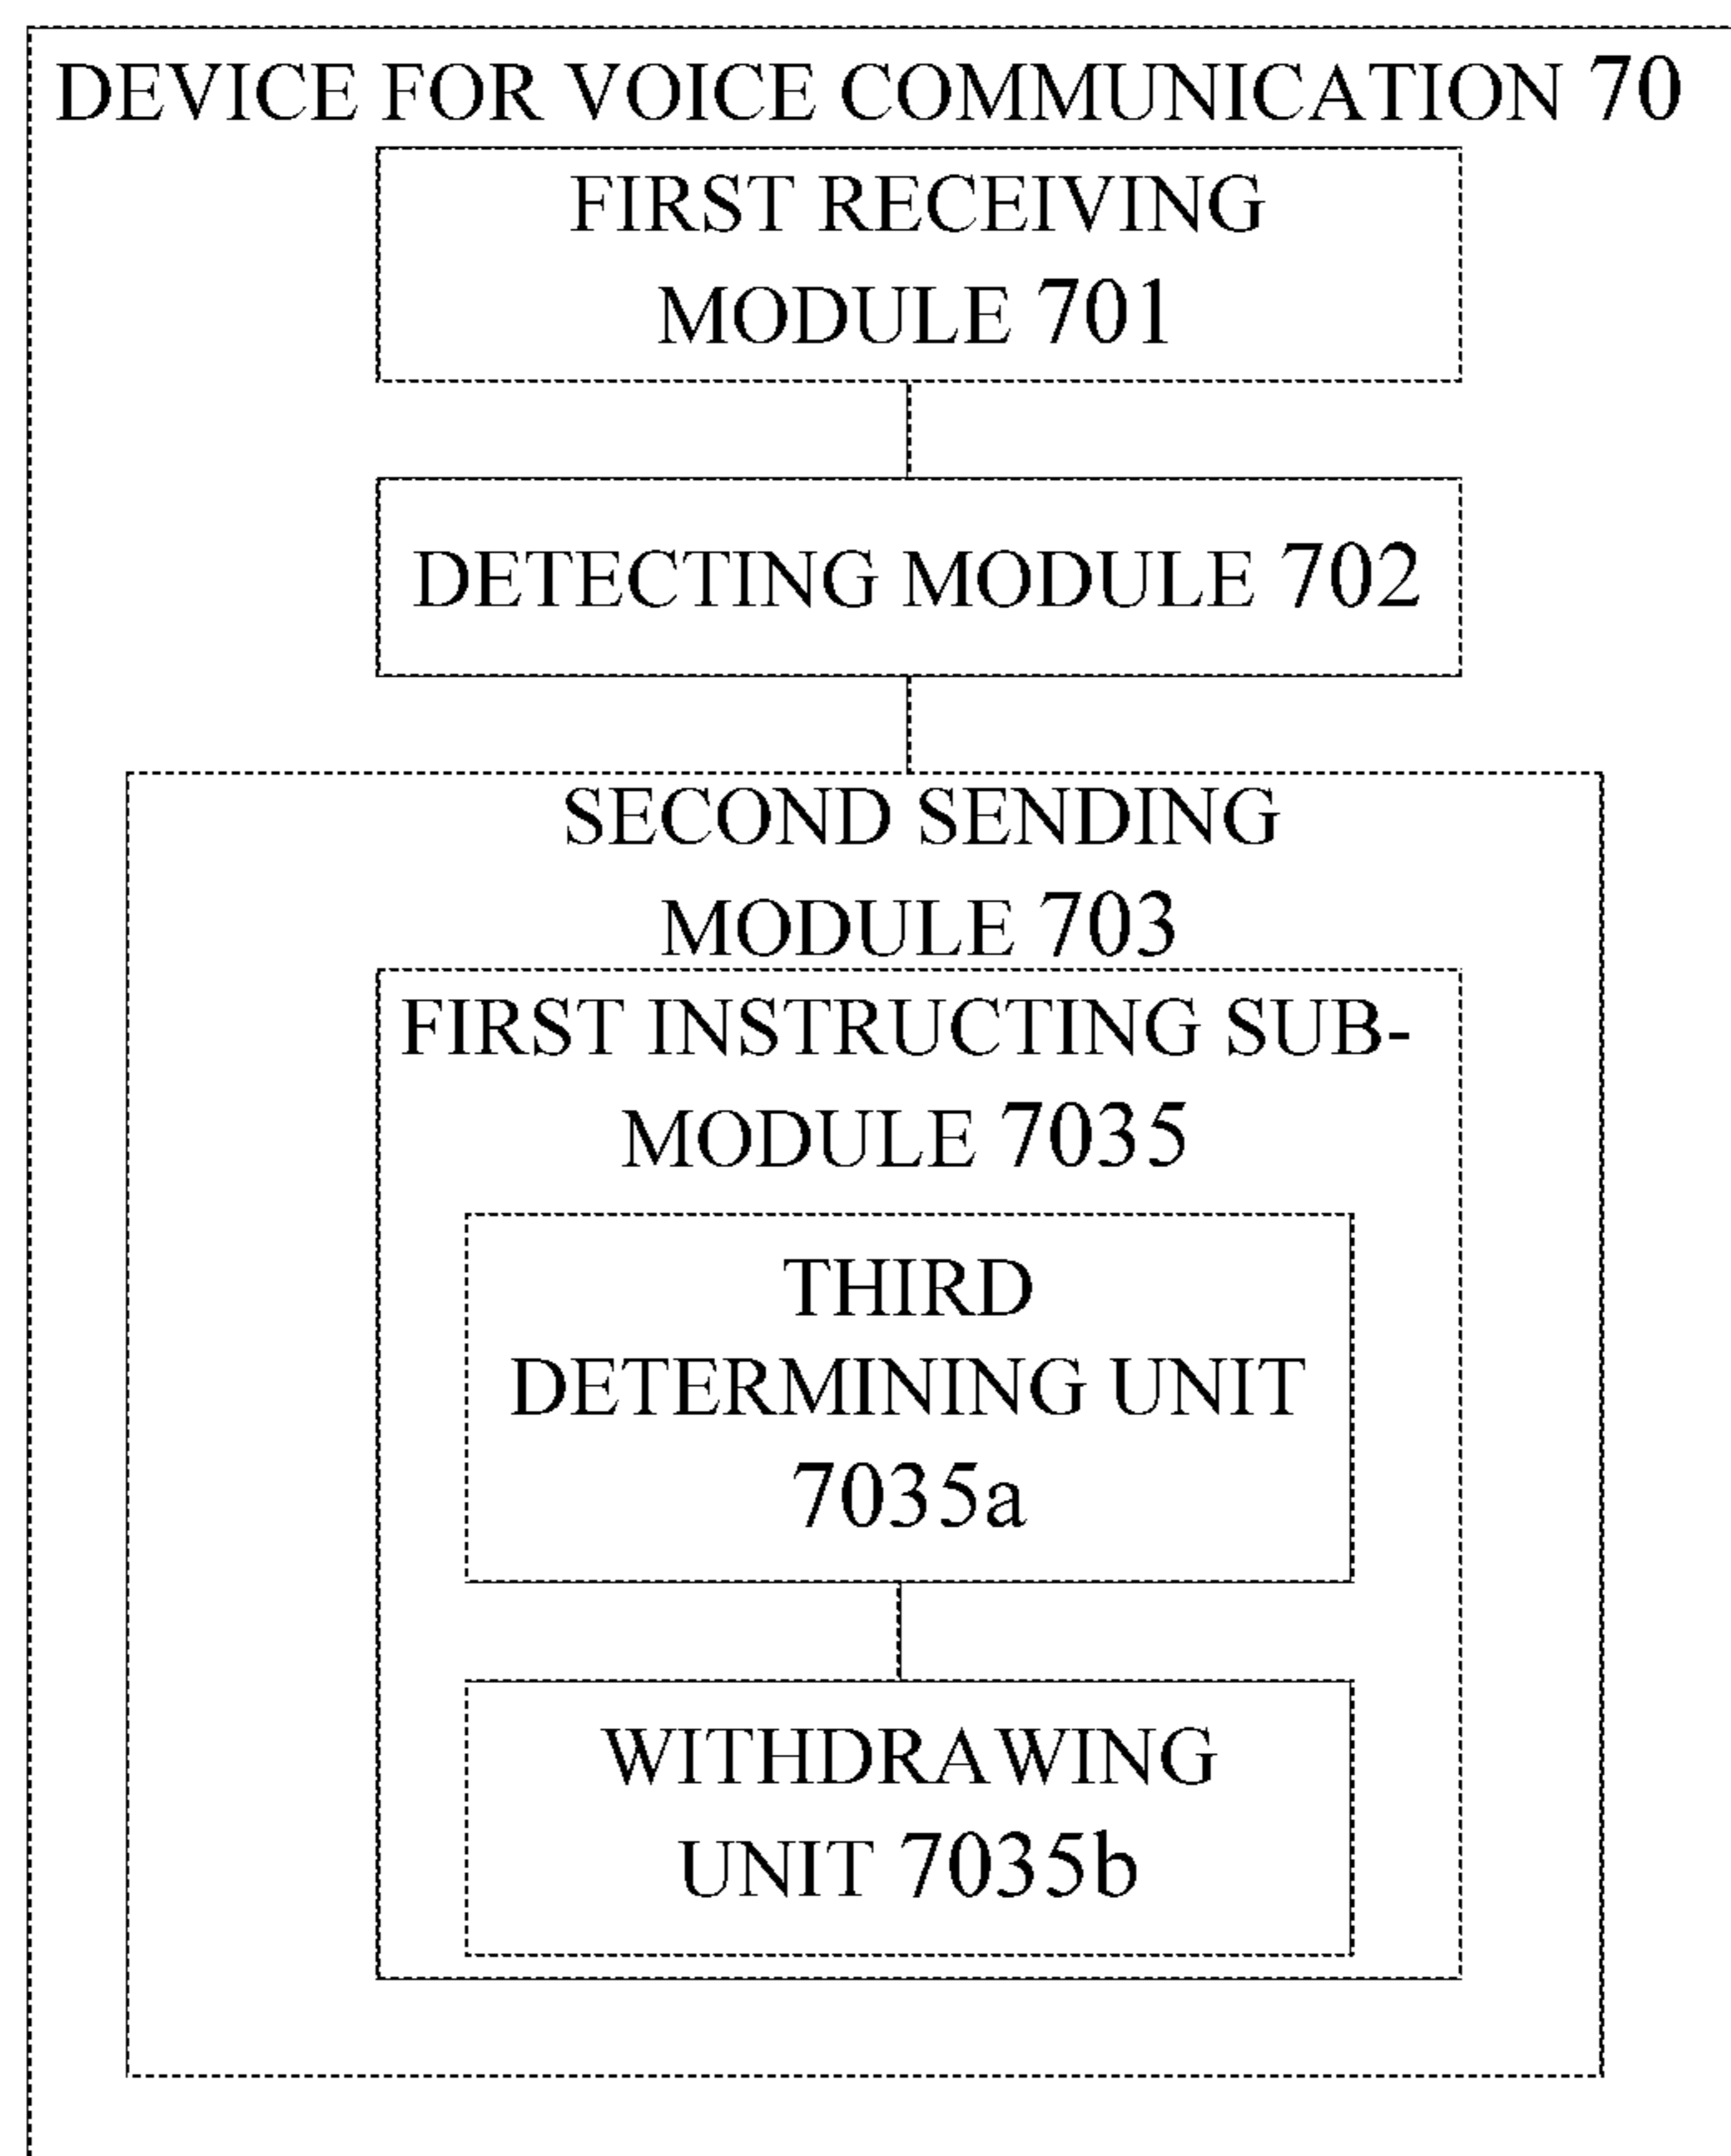 DEVICE FOR VOICE COMMUNICATION 70
FIRST RECEIVING
MODULE 701
DETECTING MODULE 702
SECOND SENDING
MODULE 703
FIRST INSTRUCTING SUB-
MODULE 7035
THIRD
DETERMINING UNIT
7035a
WITHDRAWING
UNIT 7035b